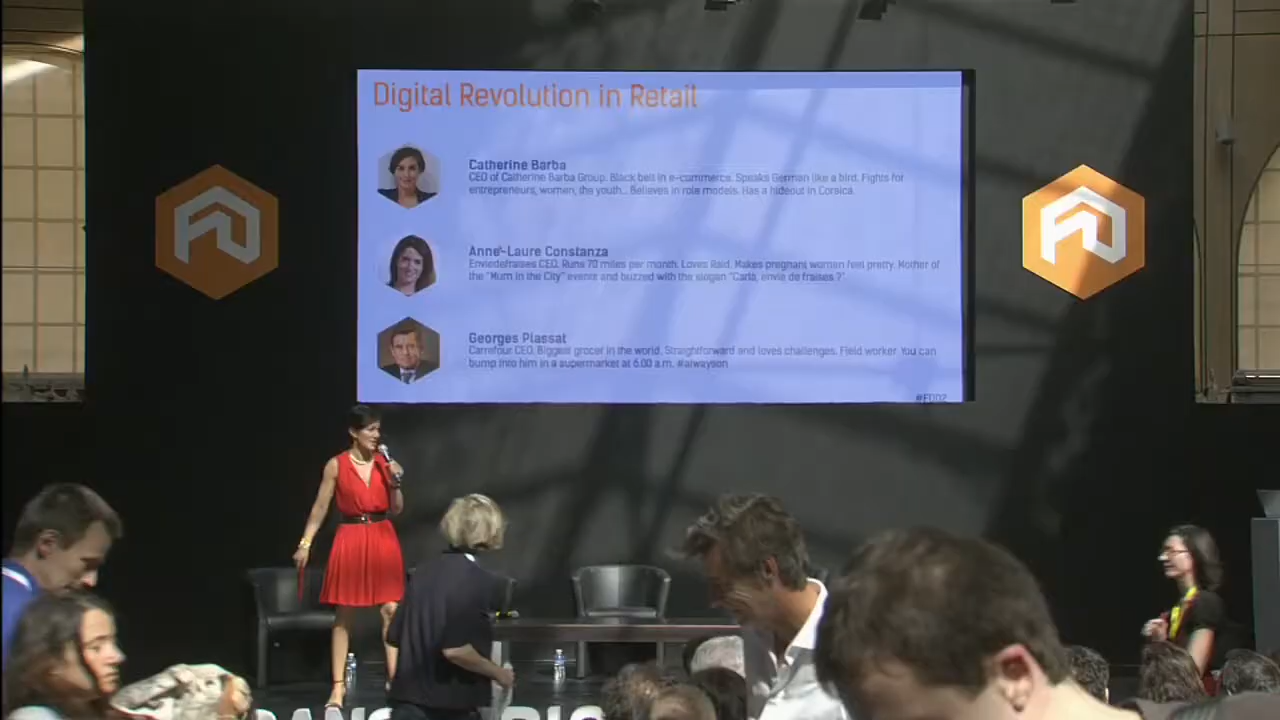 Digital Revolution in Retail
Catherine Barba
CEO of Catherine Barba Group. Black belt in e-commerce. Speaks German like a bird. Fights for
entrepreneurs, women, the youth... Believes in role models. Has a hideout in Corsica.
Anne-Laure Constanza
Enviedefraises CEO. Runs 70 miles per month. Loves Raid. Makes pregnant women feel pretty. Mother of
the "Mum in the City" events and buzzed with the slogan "Carla, envie de fraises ?"
Georges Plassat
Carrefour CEO. Biggest grocer in the world. Straightforward and loves challenges. Field worker You can
bump into him in a supermarket at 6.00 a.m. #alwayson
#FDD2